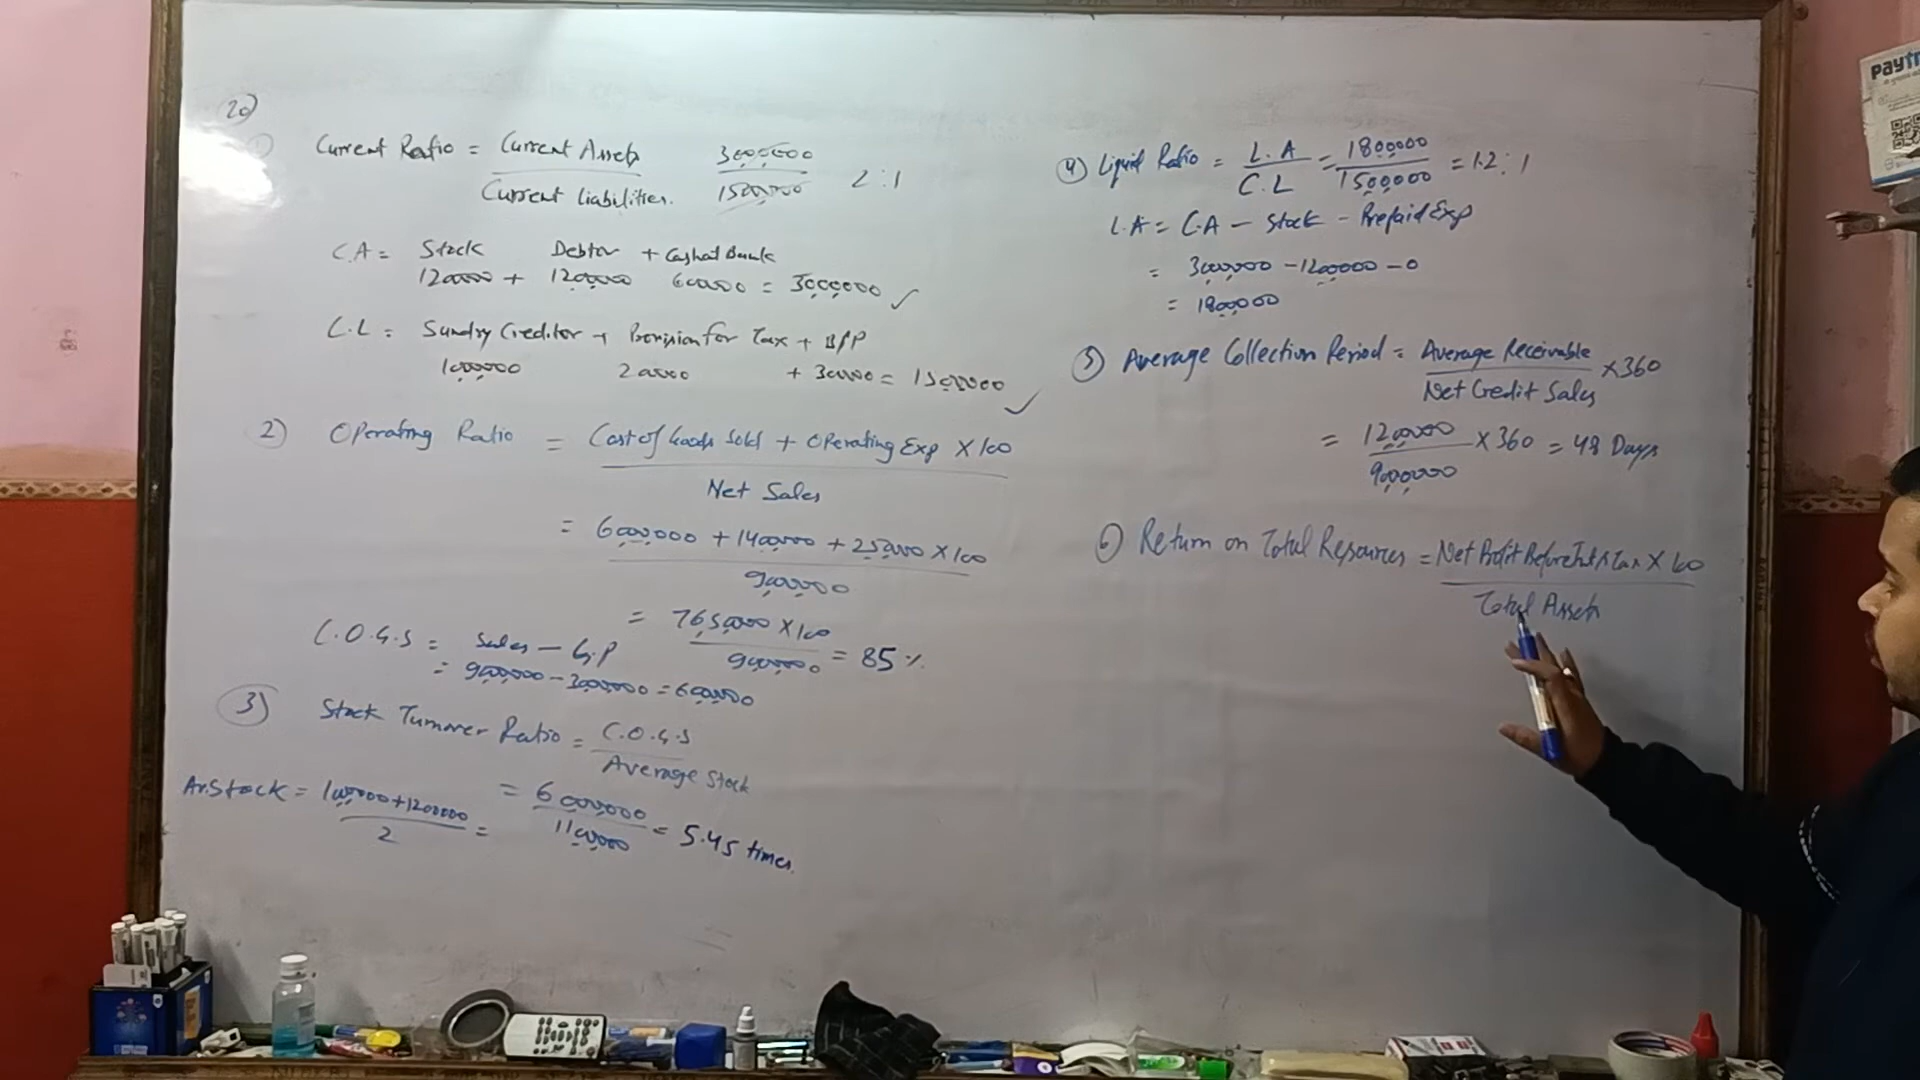 20)
1) Current Ratio = Current Assets / Current liabilities. 3000000 / 1500000 2:1
C.A = Stock Debtor + Cash at Bank
1200000 + 1200000 600000 = 3000000 ✓
C.L = Sundry Creditor + Provision for Tax + B/P
1000000 200000 + 300000 = 1500000 ✓
2) Operating Ratio = Cost of Goods Sold + Operating Exp X 100 / Net Sales
= 6000000 + 1400000 + 250000 X 100 / 9000000
= 7650000 X 100 / 9000000 = 85 %
C.O.G.S = Sales - G.P
= 9000000 - 3000000 = 600000
3) Stock Turnover Ratio = C.O.G.S / Average Stock
Av.Stock = 1000000 + 1200000 / 2 =
= 6000000 / 1100000 = 5.45 times.
4) Liquid Ratio = L.A / C.L = 1800000 / 1500000 = 1.2 : 1
L.A = C.A - Stock - Prepaid Exp
= 3000000 - 1200000 - 0
= 1800000
5) Average Collection Period = Average Receivable / Net Credit Sales X 360
= 1200000 / 9000000 X 360 = 48 Days
6) Return on Total Resources = Net Profit Before Int & Tax X 100 / Total Assets
Payt